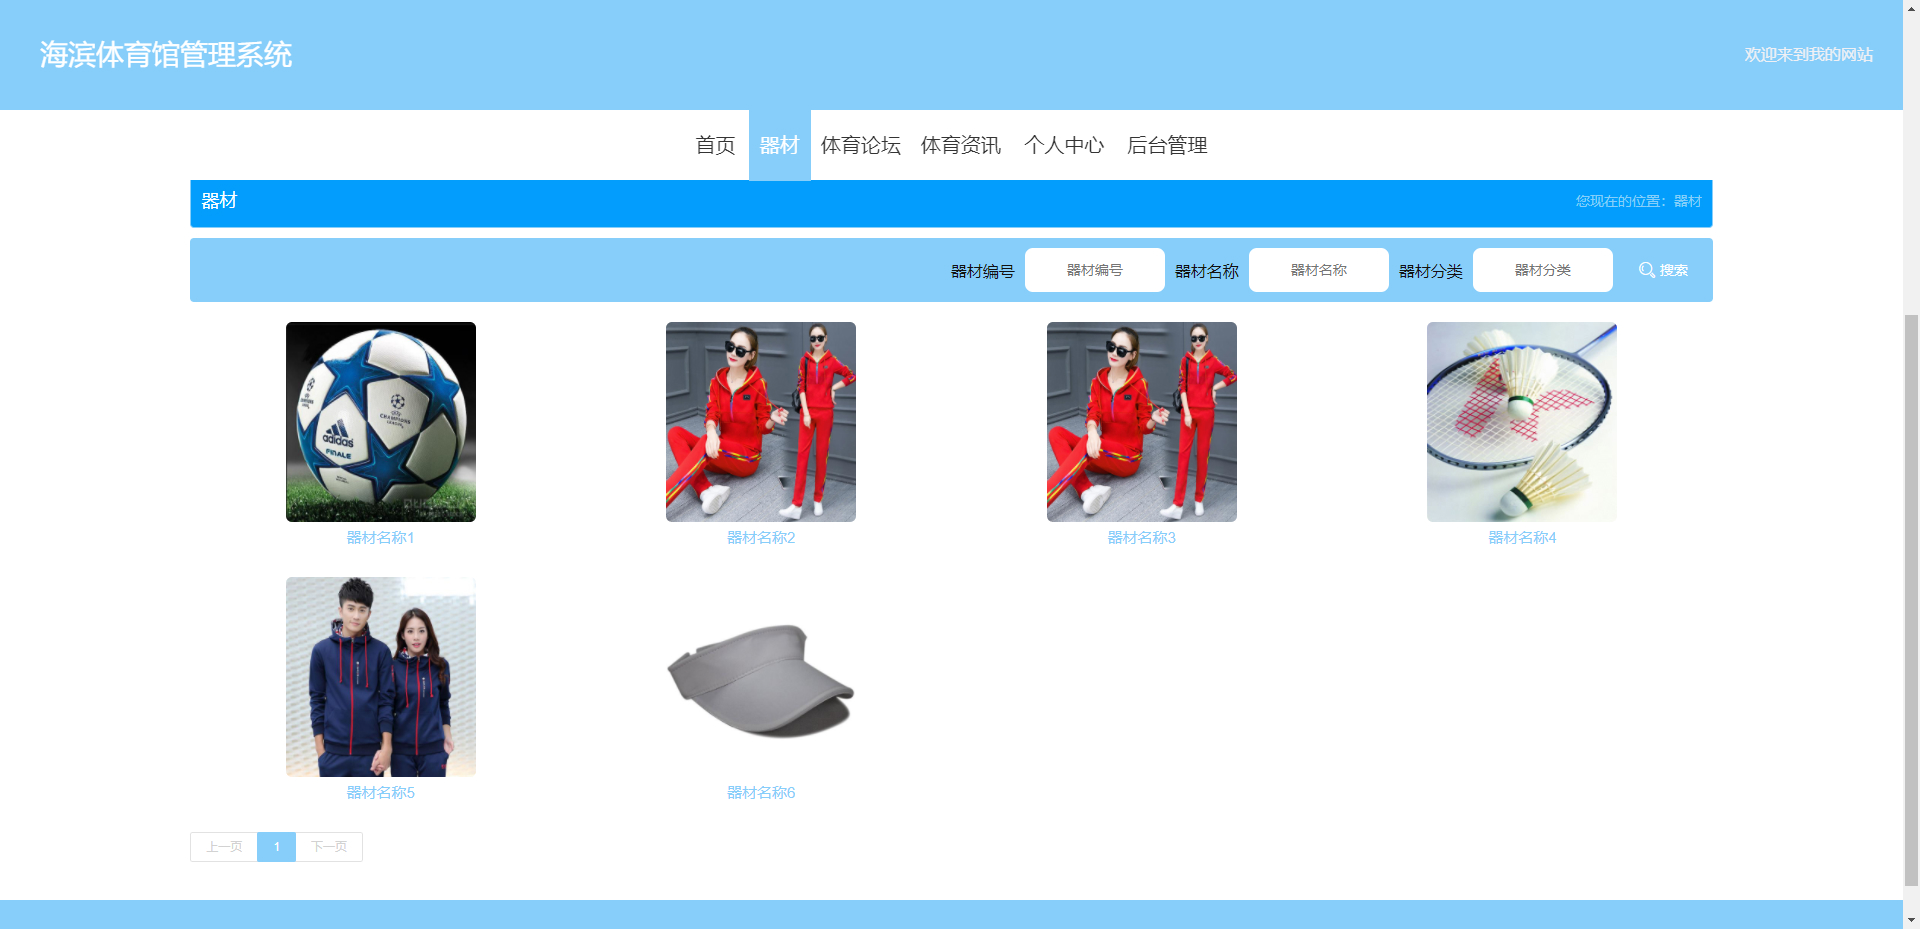 海滨体育馆管理系统
欢迎来到我的网站
首页 器材 体育论坛 体育资讯 个人中心 后台管理
器材
您现在的位置：器材
器材编号 器材编号 器材名称 器材名称 器材分类 器材分类 搜索
adidas
FINALE
CHAMPIONS
LEAGUE
器材名称1 器材名称2 器材名称3 器材名称4
器材名称5 器材名称6
上一页 1 下一页